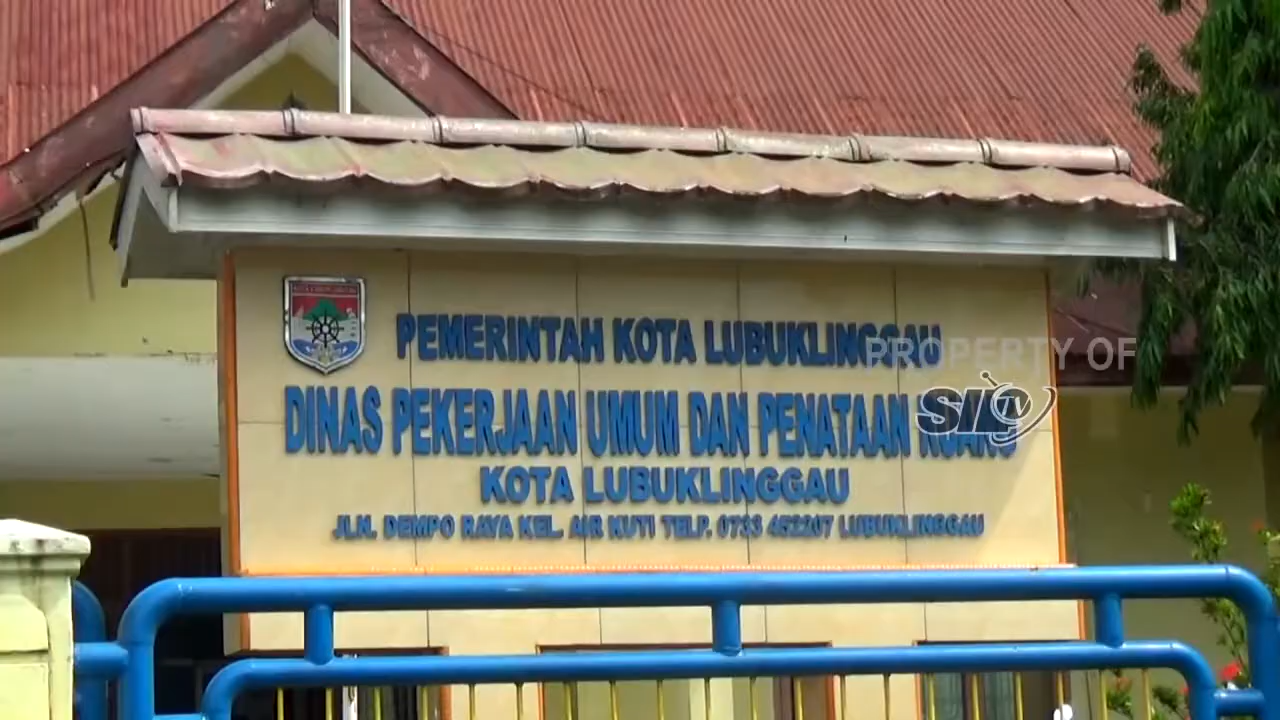 PEMERINTAH KOTA LUBUKLINGGAU
DINAS PEKERJAAN UMUM DAN PENATAAN RUANG
KOTA LUBUKLINGGAU
JLN. DEMPO RAYA KEL. AIR KUTI TELP. 0733 452207 LUBUKLINGGAU
PROPERTY OF